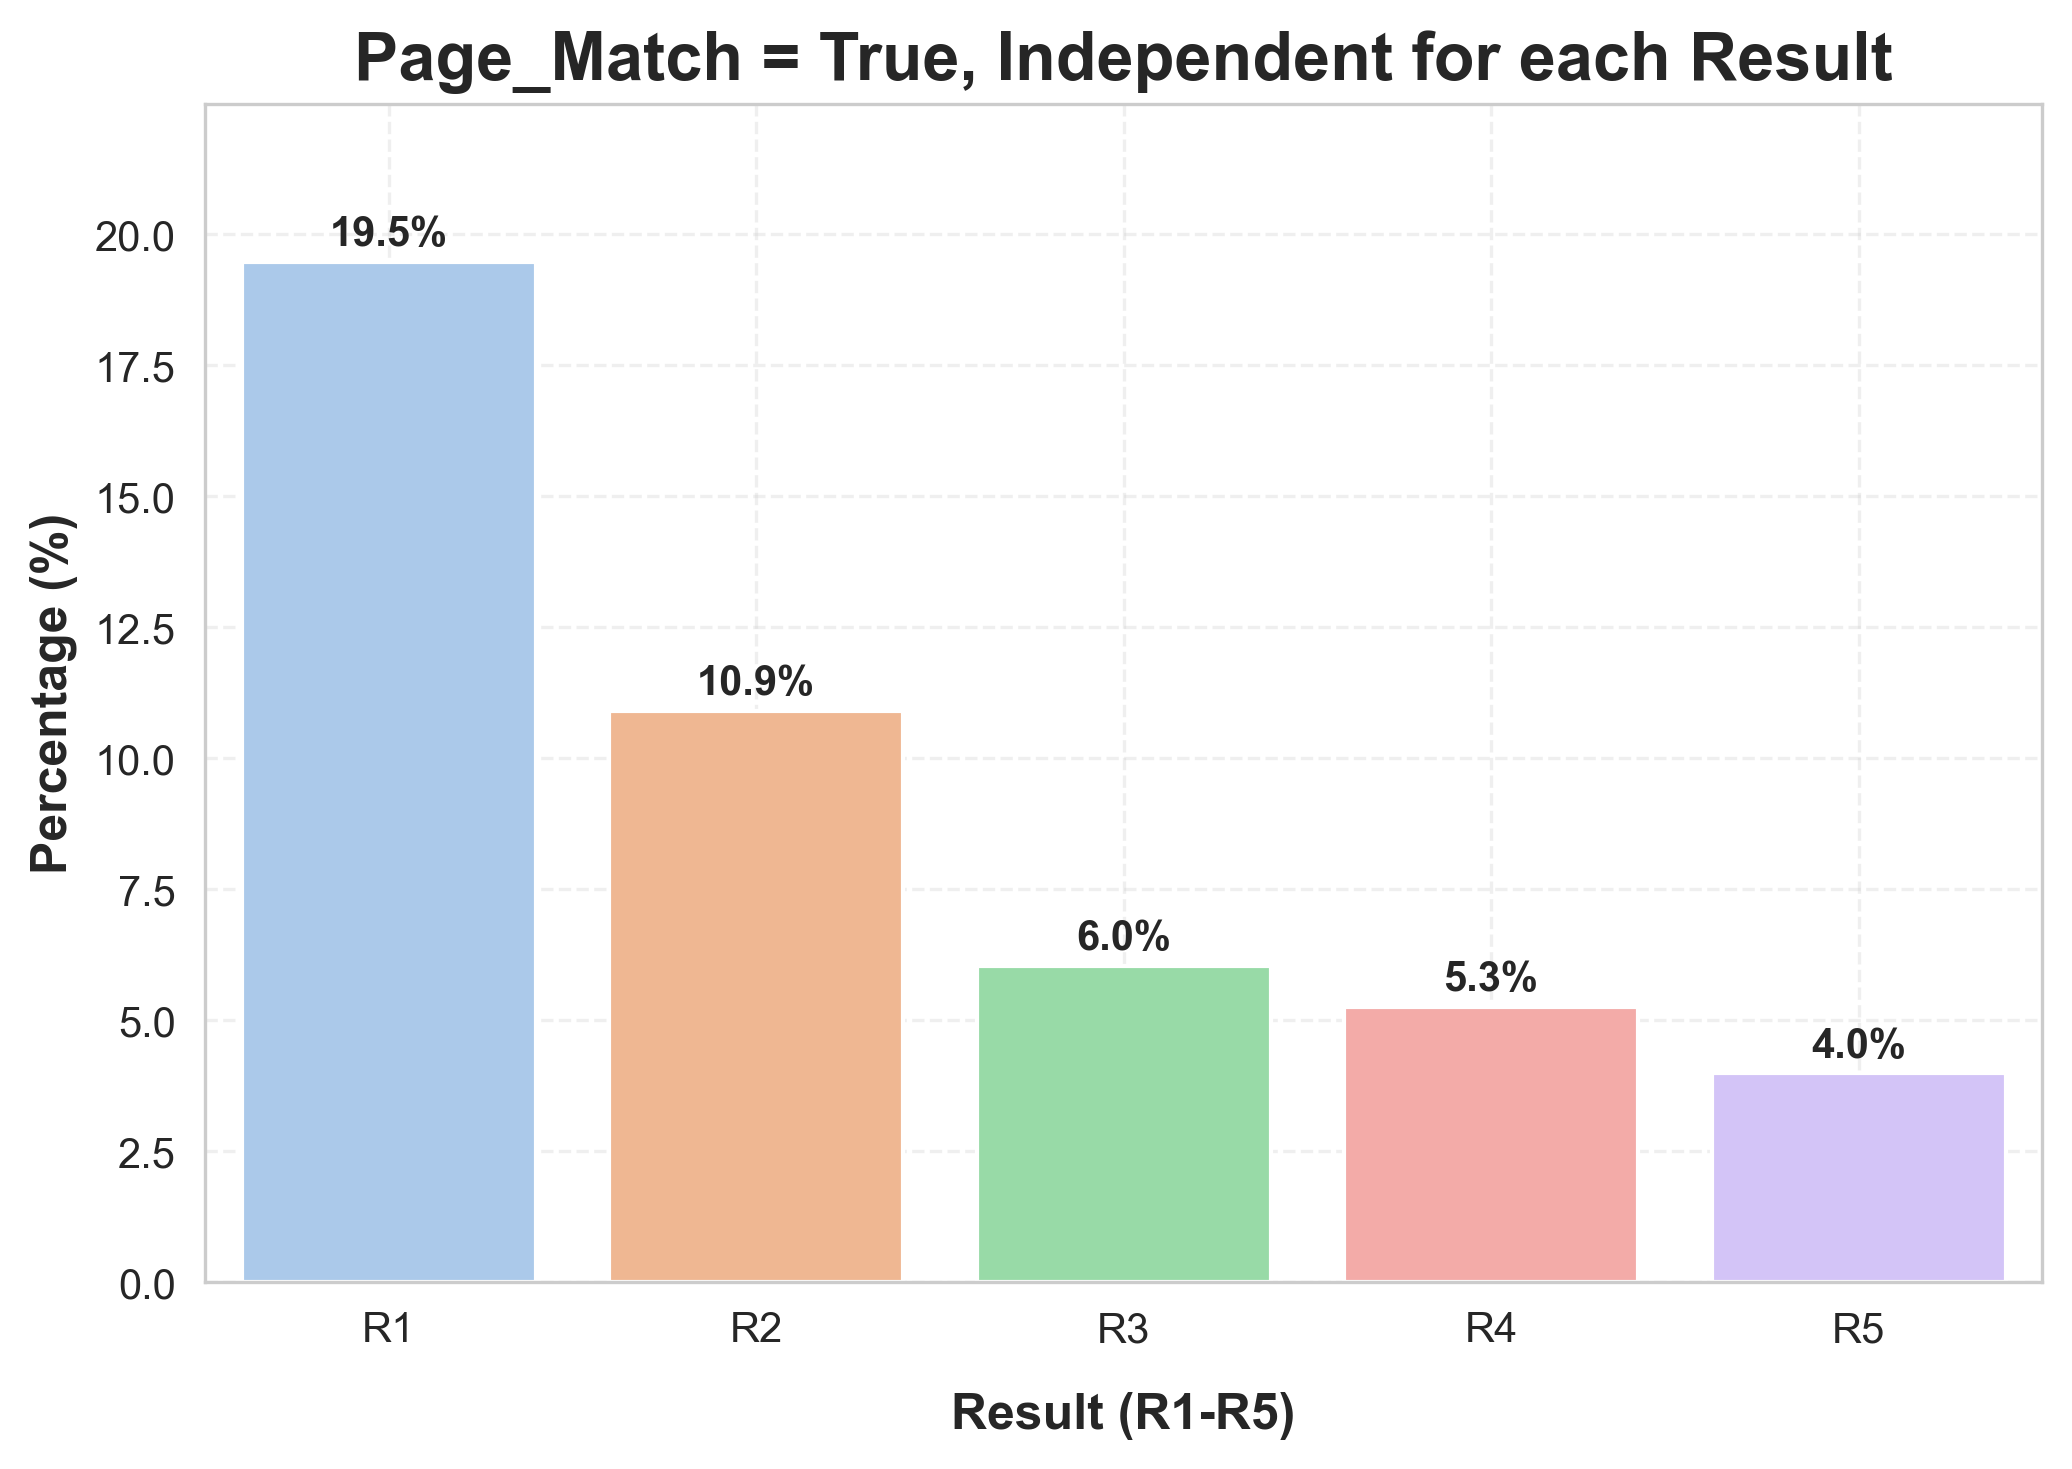 Page_Match = True, Independent for each Result
Percentage (%)
20.0
17.5
15.0
12.5
10.0
7.5
5.0
2.5
0.0
19.5%
10.9%
6.0%
5.3%
4.0%
R1
R2
R3
R4
R5
Result (R1-R5)